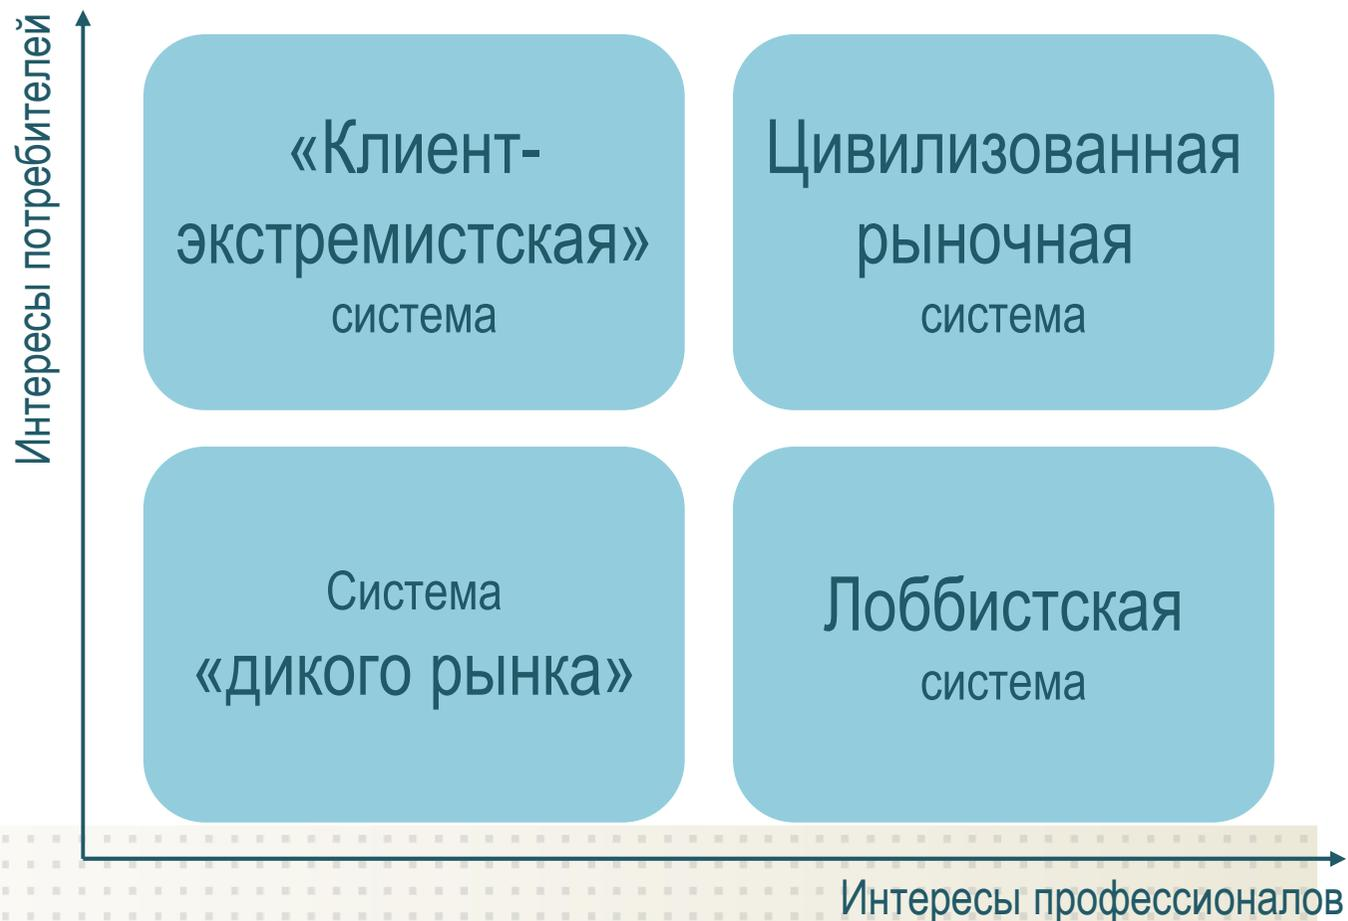 Интересы потребителей
«Клиент-
экстремистская»
система
Цивилизованная
рыночная
система
Система
«дикого рынка»
Лоббистская
система
Интересы профессионалов